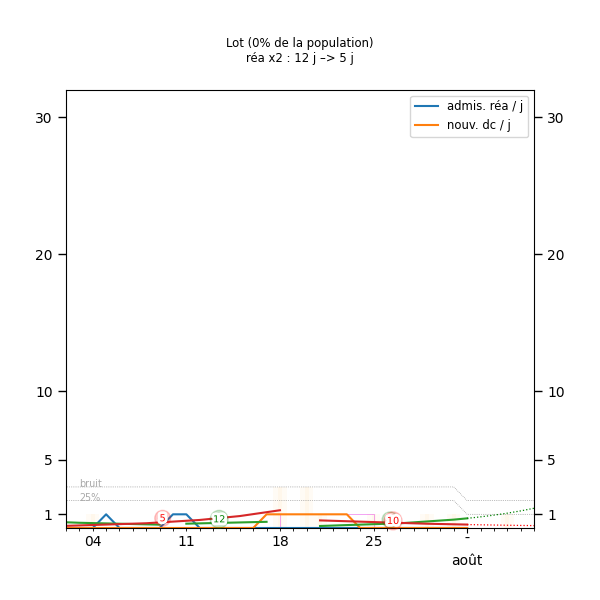 Lot (0% de la population)
réa x2 : 12 j –> 5 j
admis. réa / j
nouv. dc / j
30 30
20 20
10 10
5 5
bruit
25%
1 1
5 12 10
04 11 18 25 -
août